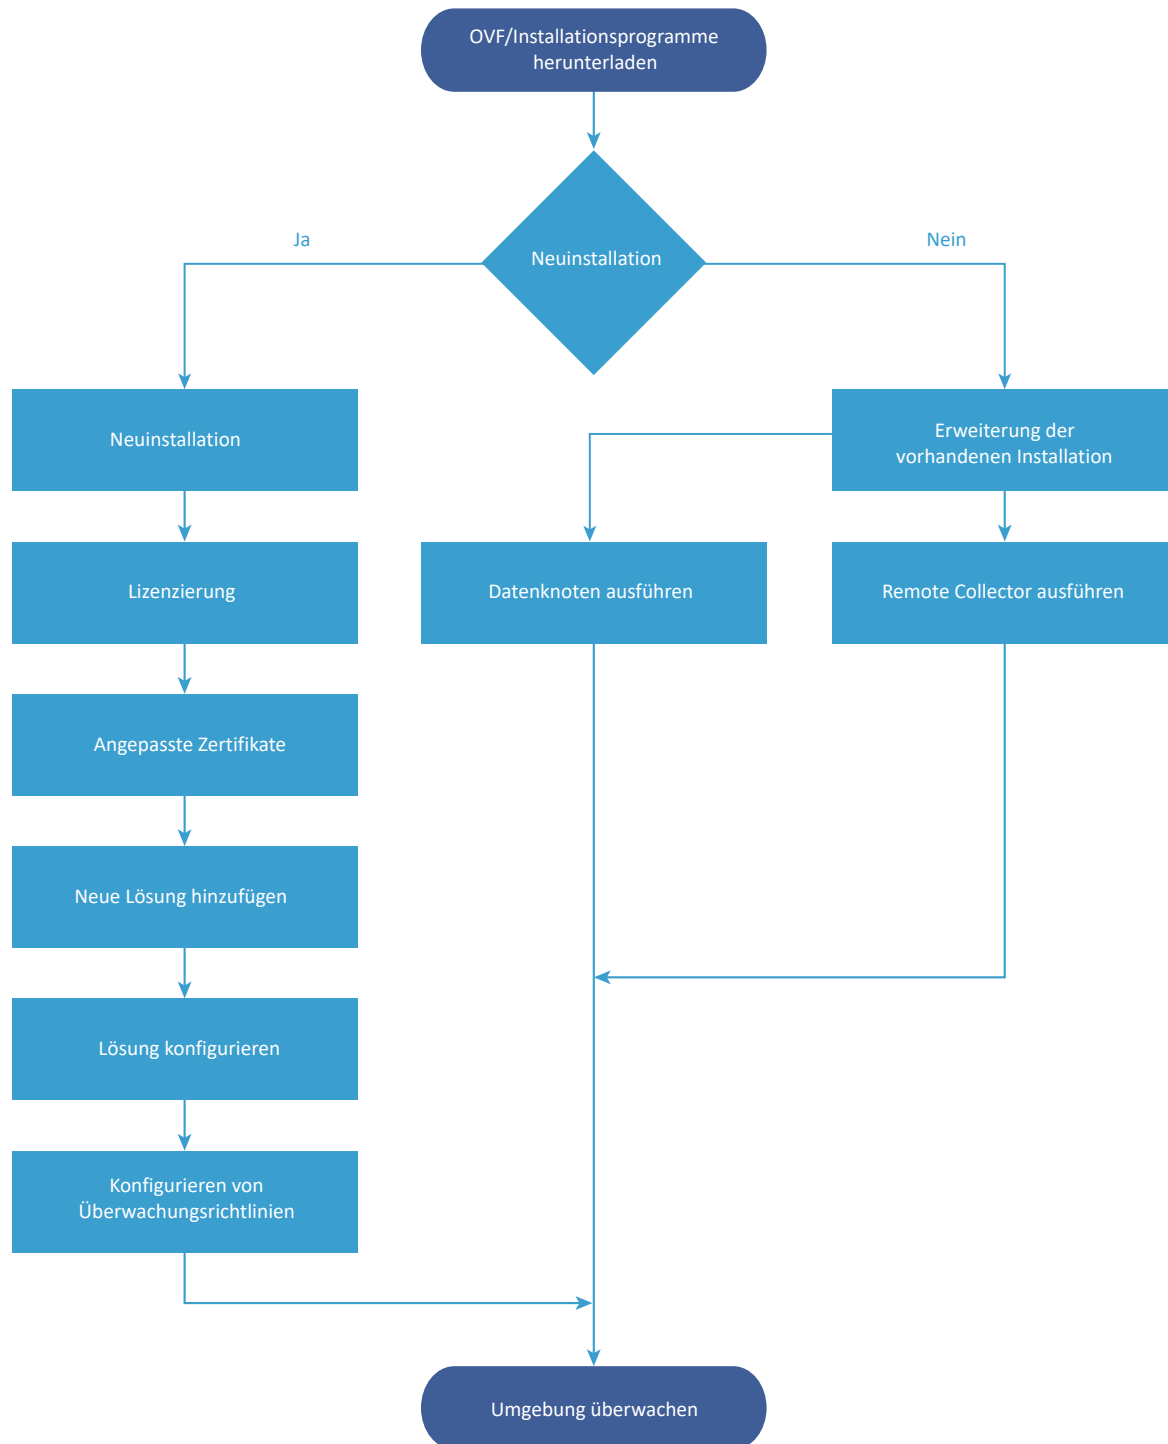 OVF/Installationsprogramme
herunterladen
Neuinstallation
Ja
Nein
Neuinstallation
Erweiterung der
vorhandenen Installation
Lizenzierung
Datenknoten ausführen
Remote Collector ausführen
Angepasste Zertifikate
Neue Lösung hinzufügen
Lösung konfigurieren
Konfigurieren von
Überwachungsrichtlinien
Umgebung überwachen